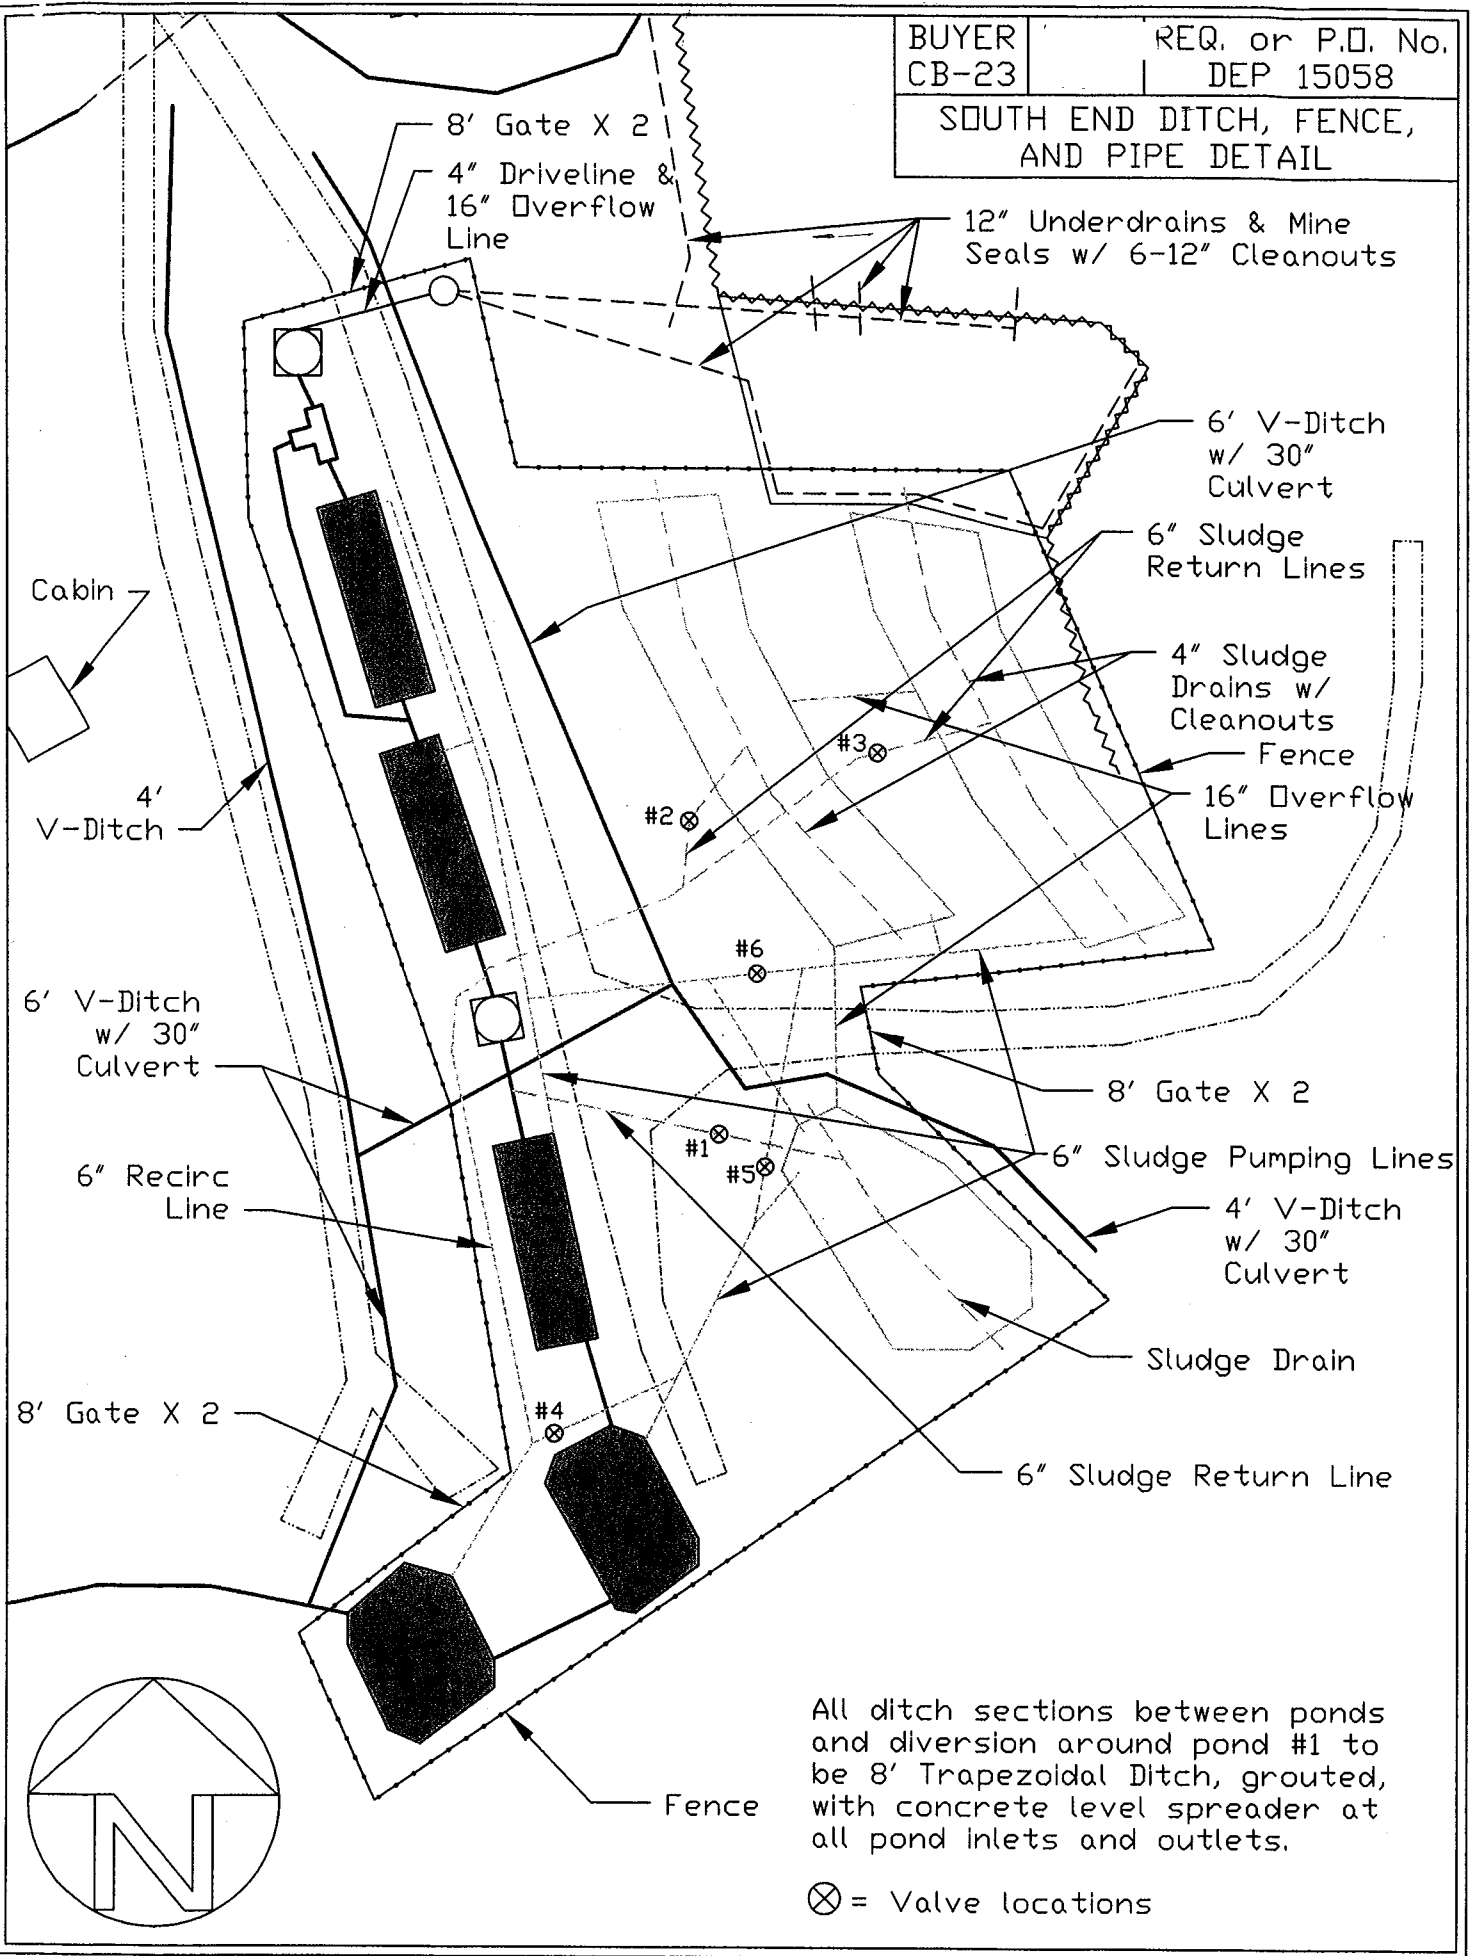 BUYER
CB-23
REQ. or P.O. No.
DEP 15058
SOUTH END DITCH, FENCE,
AND PIPE DETAIL
8' Gate X 2
4" Driveline &
16" Overflow
Line
12" Underdrains & Mine
Seals w/ 6-12" Cleanouts
6' V-Ditch
w/ 30"
Culvert
6" Sludge
Return Lines
Cabin
4" Sludge
Drains w/
Cleanouts
#3
Fence
4'
V-Ditch
16" Overflow
Lines
#2
#6
6' V-Ditch
w/ 30"
Culvert
8' Gate X 2
#1
#5
6" Sludge Pumping Lines
6" Recirc
Line
4' V-Ditch
w/ 30"
Culvert
Sludge Drain
8' Gate X 2
#4
6" Sludge Return Line
All ditch sections between ponds
and diversion around pond #1 to
be 8' Trapezoidal Ditch, grouted,
with concrete level spreader at
all pond inlets and outlets.
Fence
N
= Valve locations